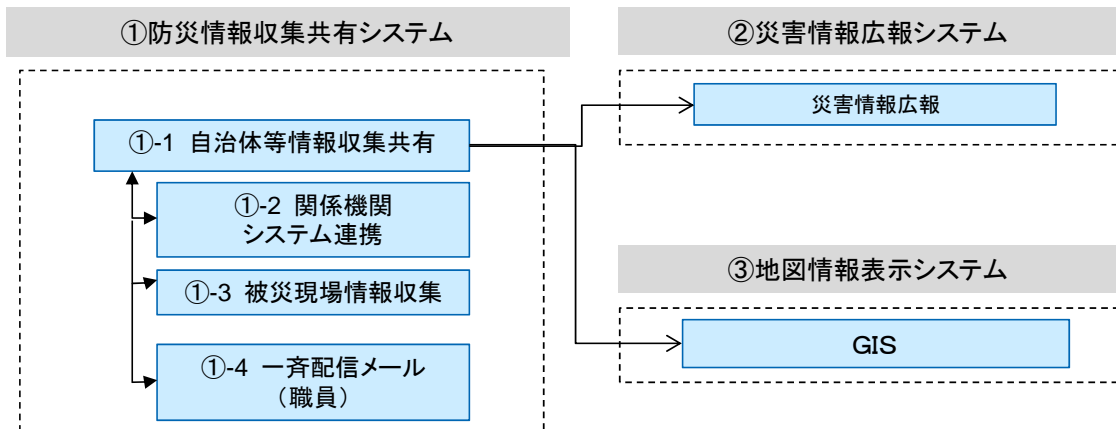 ①防災情報収集共有システム
①-1 自治体等情報収集共有
①-2 関係機関
システム連携
①-3 被災現場情報収集
①-4 一斉配信メール
（職員）
②災害情報広報システム
災害情報広報
③地図情報表示システム
GIS